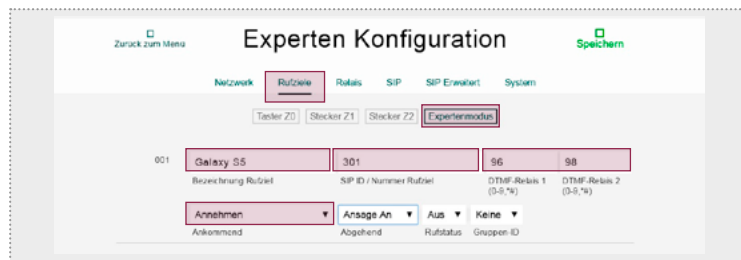 Zurück zum Menü
Experten Konfiguration
Speichern
Netzwerk Rufziele Relais SIP SIP Erweitert System
Taster Z0 Stecker Z1 Stecker Z2 Expertenmodus
001 Galaxy S5 301 96 98
Bezeichnung Rufziel SIP ID / Nummer Rufziel DTMF-Relais 1 (0-9,*#) DTMF-Relais 2 (0-9,*#)
Annehmen Ansage An Aus Keine
Ankommend Abgehend Rufstatus Gruppen-ID